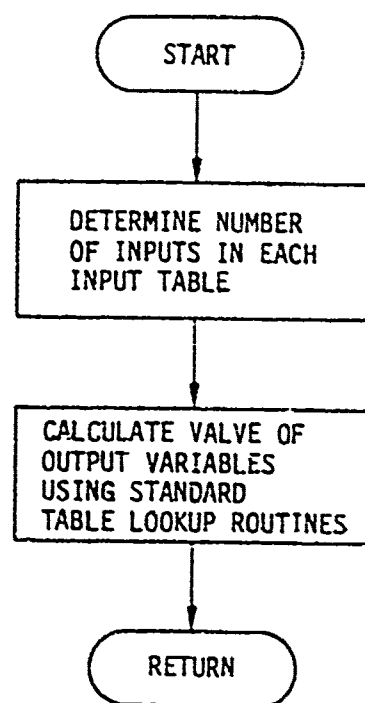 START
DETERMINE NUMBER
OF INPUTS IN EACH
INPUT TABLE
CALCULATE VALVE OF
OUTPUT VARIABLES
USING STANDARD
TABLE LOOKUP ROUTINES
RETURN